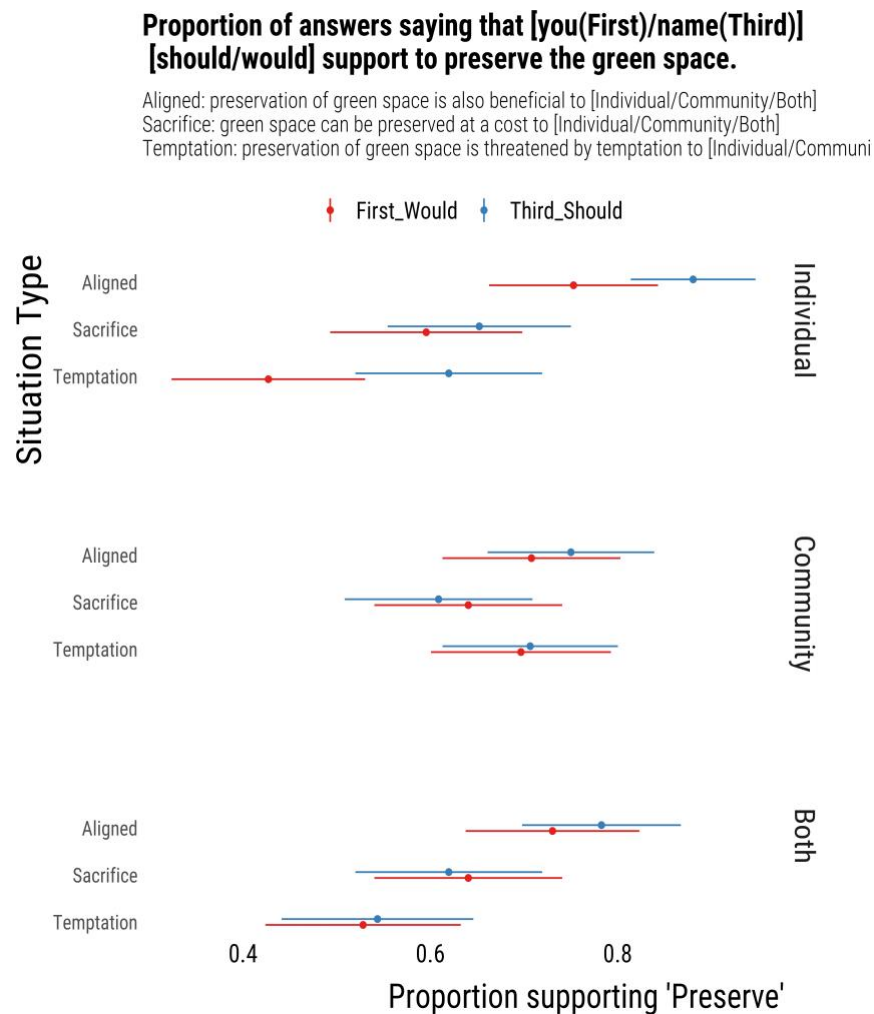 Proportion of answers saying that [you(First)/name(Third)]
[should/would] support to preserve the green space.
Aligned: preservation of green space is also beneficial to [Individual/Community/Both]
Sacrifice: green space can be preserved at a cost to [Individual/Community/Both]
Temptation: preservation of green space is threatened by temptation to [Individual/Communi
First_Would Third_Should
Situation Type
Individual
Aligned
Sacrifice
Temptation
Community
Aligned
Sacrifice
Temptation
Both
Aligned
Sacrifice
Temptation
0.4 0.6 0.8
Proportion supporting 'Preserve'